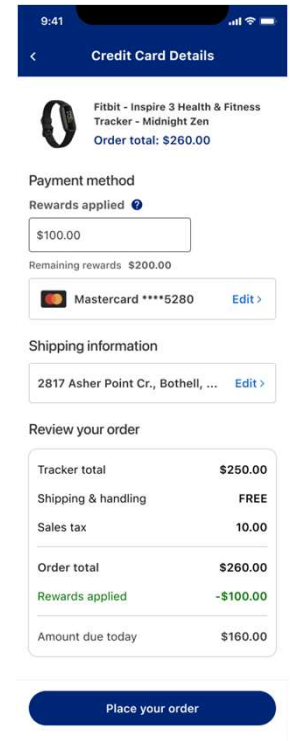 9:41
Credit Card Details
Fitbit - Inspire 3 Health & Fitness
Tracker - Midnight Zen
Order total: $260.00
Payment method
Rewards applied ?
$100.00
Remaining rewards $200.00
Mastercard ****5280 Edit >
Shipping information
2817 Asher Point Cr., Bothell, ... Edit >
Review your order
Tracker total $250.00
Shipping & handling FREE
Sales tax 10.00
Order total $260.00
Rewards applied -$100.00
Amount due today $160.00
Place your order